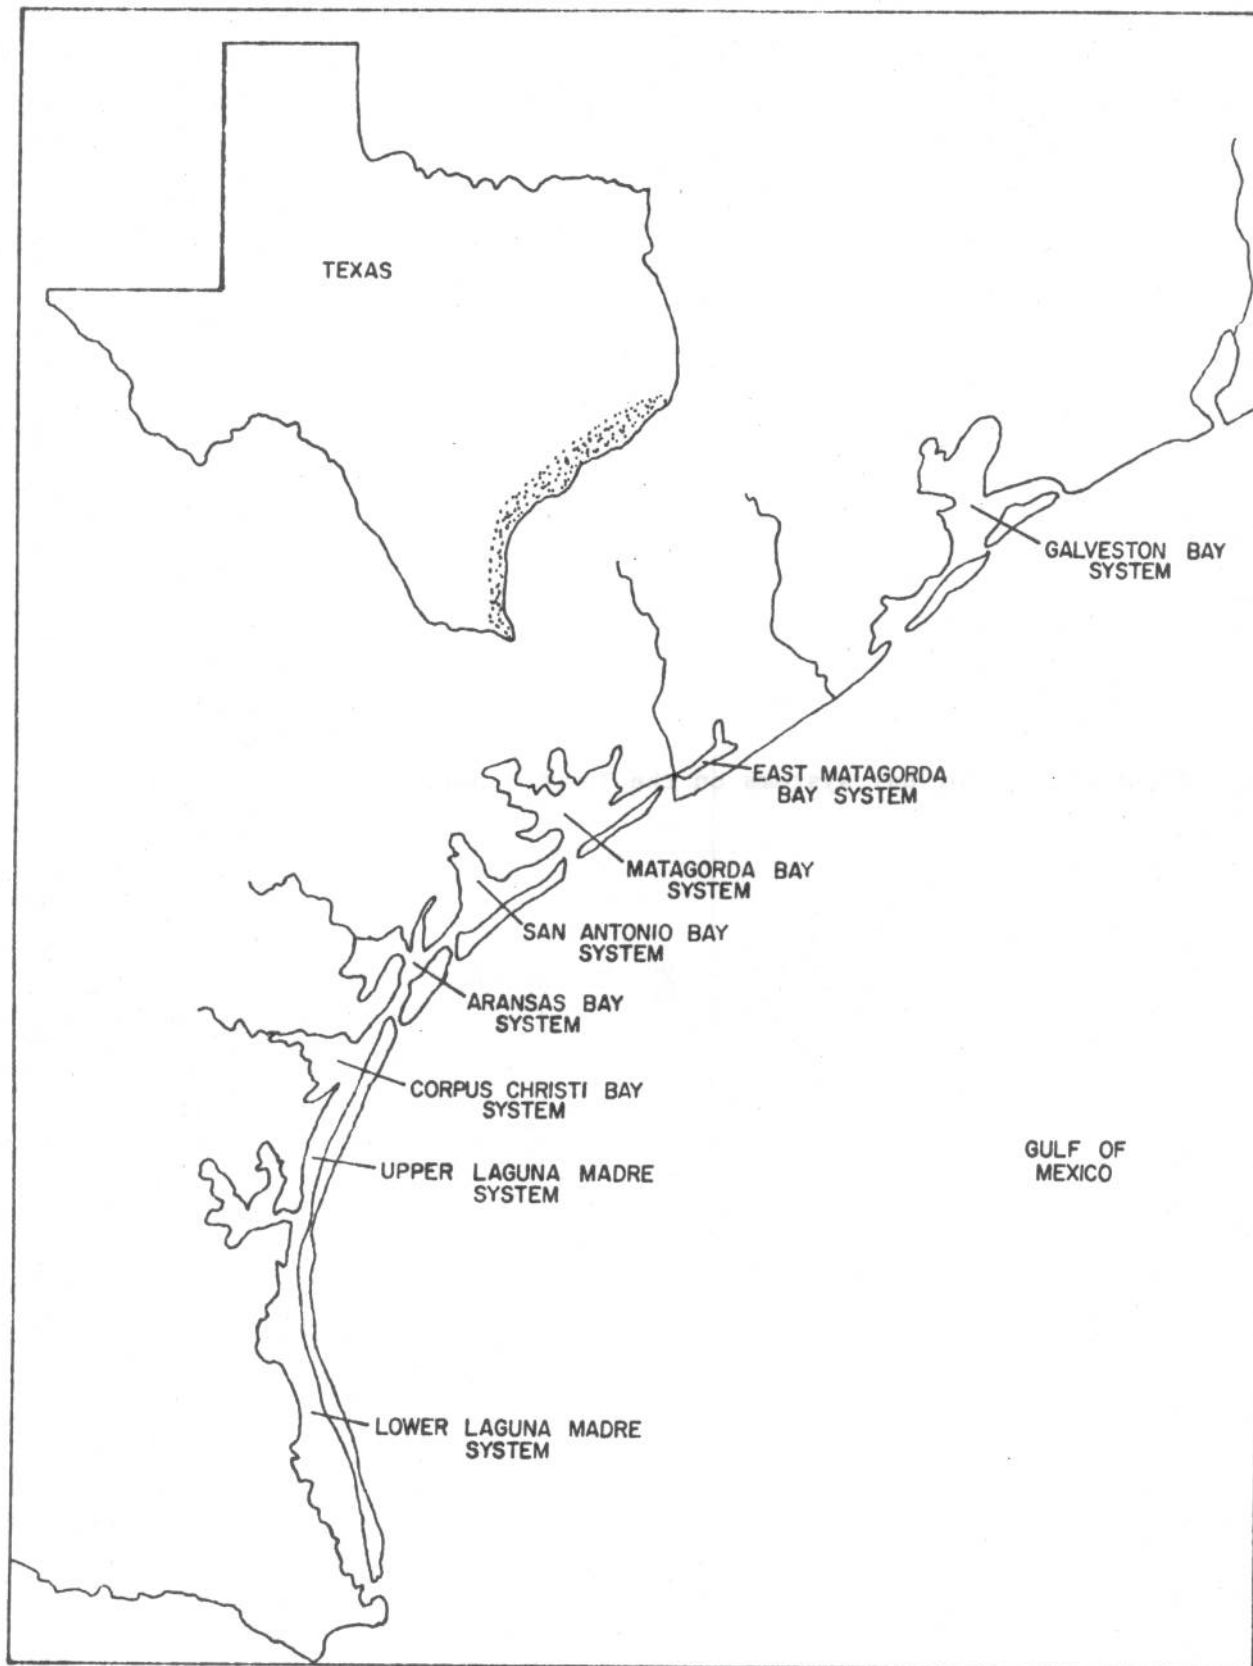 TEXAS
GALVESTON BAY
SYSTEM
EAST MATAGORDA
BAY SYSTEM
MATAGORDA BAY
SYSTEM
SAN ANTONIO BAY
SYSTEM
ARANSAS BAY
SYSTEM
CORPUS CHRISTI BAY
SYSTEM
GULF OF
MEXICO
UPPER LAGUNA MADRE
SYSTEM
LOWER LAGUNA MADRE
SYSTEM